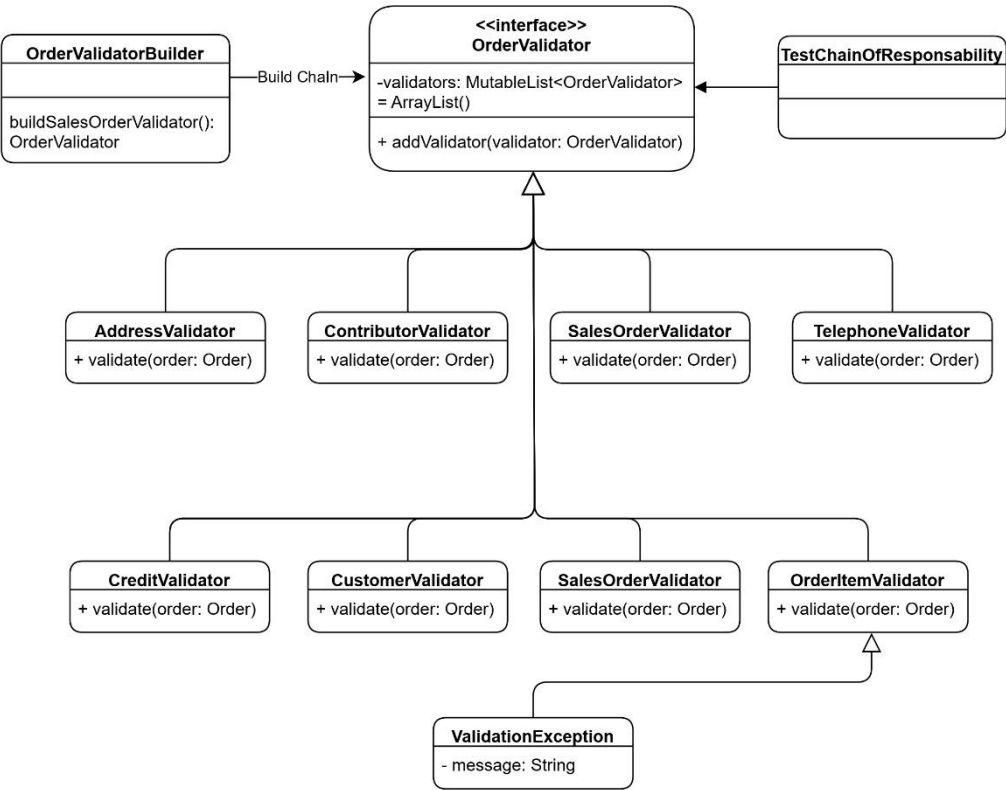 <<interface>>
OrderValidator
-validators: MutableList<OrderValidator>
= ArrayList()
+ addValidator(validator: OrderValidator)
OrderValidatorBuilder
buildSalesOrderValidator():
OrderValidator
Build Chain
TestChainOfResponsability
AddressValidator
+ validate(order: Order)
ContributorValidator
+ validate(order: Order)
SalesOrderValidator
+ validate(order: Order)
TelephoneValidator
+ validate(order: Order)
CreditValidator
+ validate(order: Order)
CustomerValidator
+ validate(order: Order)
SalesOrderValidator
+ validate(order: Order)
OrderItemValidator
+ validate(order: Order)
ValidationException
- message: String